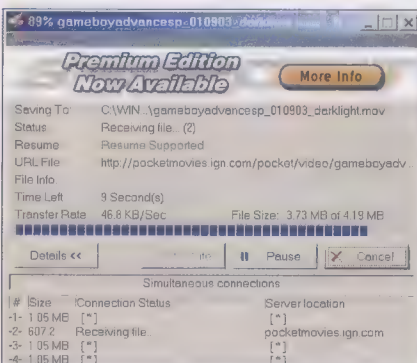 89% gameboyadvancesp_010903_darklight.mov
Premium Edition
Now Available
More Info
Saving To C:\WIN...\gameboyadvancesp_010903_darklight.mov
Status Receiving file... (2)
Resume Resume Supported
URL File http://pocketmovies.ign.com/pocket/video/gameboyadv...
File Info.
Time Left 9 Second(s)
Transfer Rate 46.8 KB/Sec File Size: 3.73 MB of 4.19 MB
Details << Pause Cancel
Simultaneous connections
# Size Connection Status Server location
-1- 1.05 MB [*] [*]
-2- 607.2 Receiving file... pocketmovies.ign.com
-3- 1.05 MB [*] [*]
-4- 1.05 MB [*] [*]